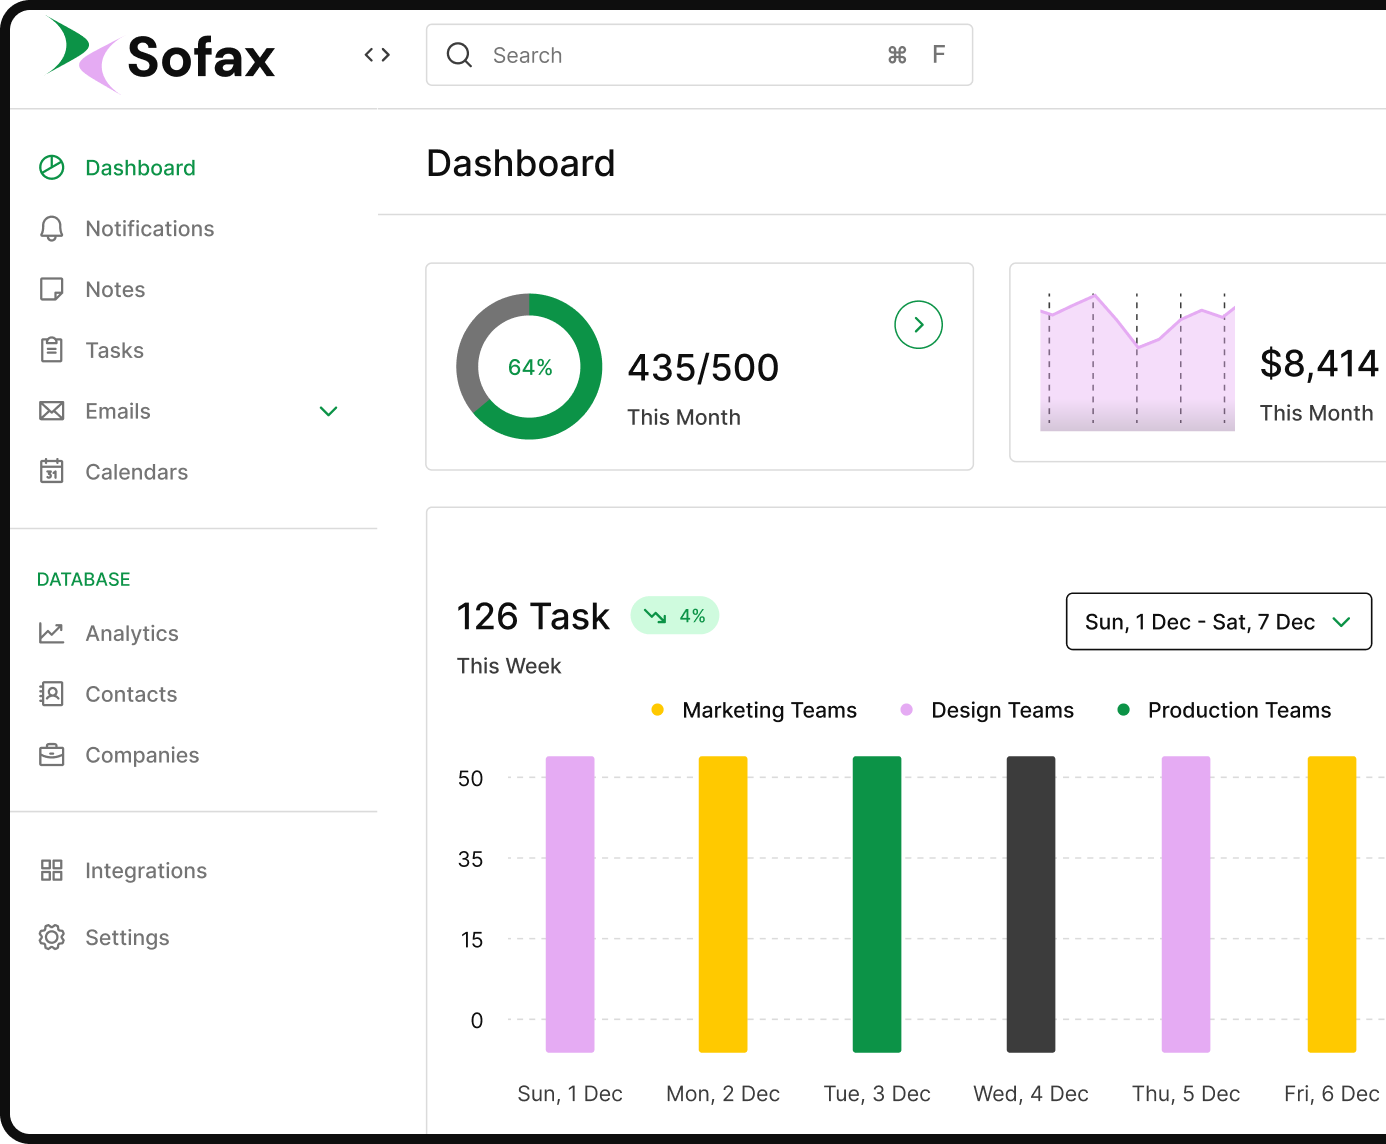 Sofax
Search ⌘ F
Dashboard
Notifications
Notes
Tasks
Emails
31
Calendars
DATABASE
Analytics
Contacts
Companies
Integrations
Settings
Dashboard
64%
435/500
This Month
$8,414
This Month
126 Task
4%
This Week
Sun, 1 Dec - Sat, 7 Dec
Marketing Teams Design Teams Production Teams
50
35
15
0
Sun, 1 Dec Mon, 2 Dec Tue, 3 Dec Wed, 4 Dec Thu, 5 Dec Fri, 6 Dec